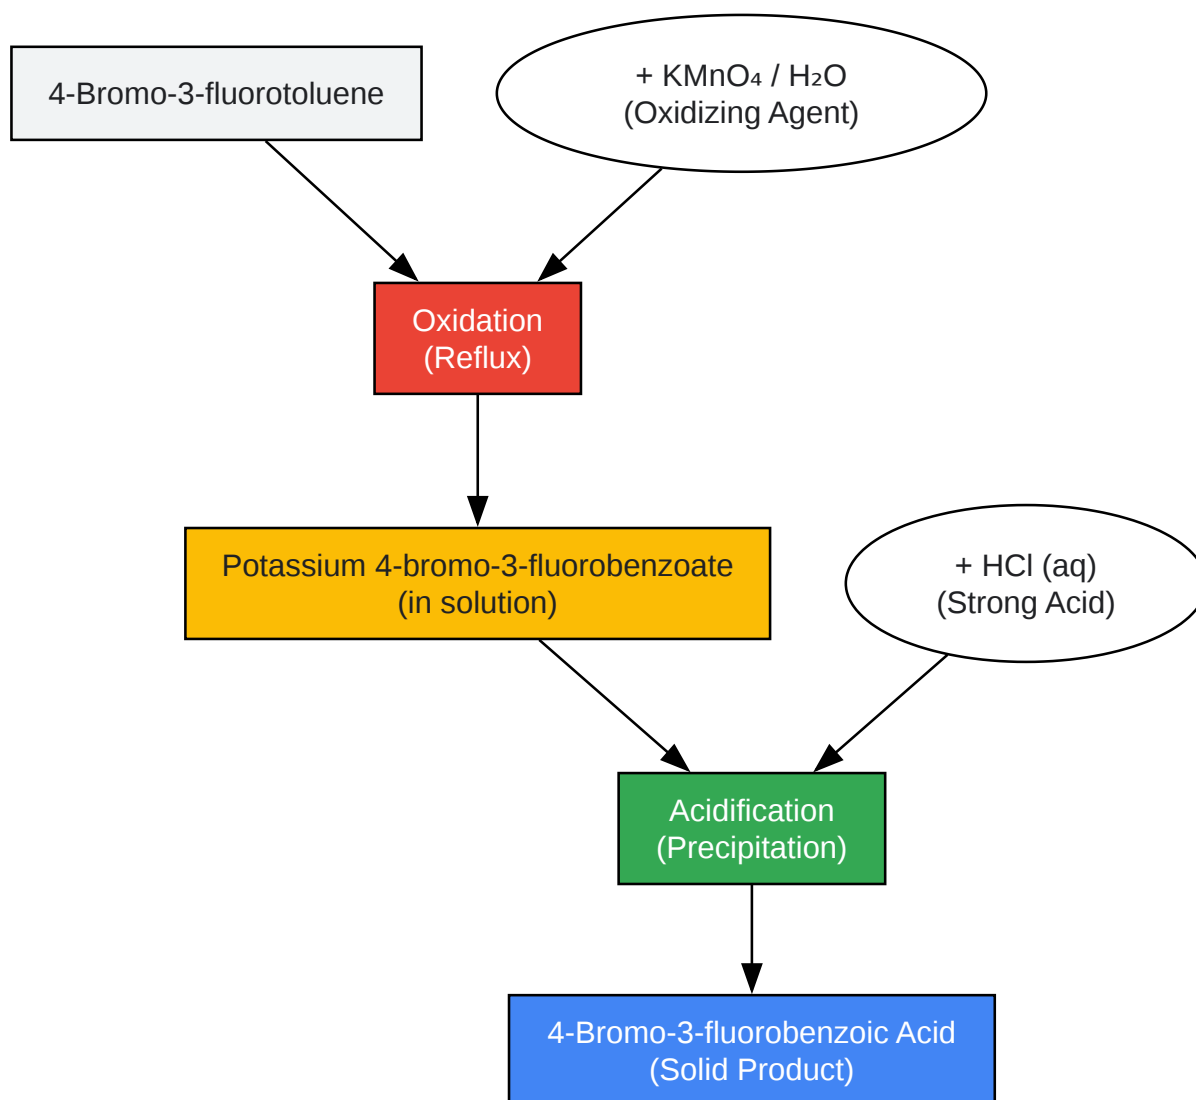 4-Bromo-3-fluorotoluene
+ KMnO₄ / H₂O
(Oxidizing Agent)
Oxidation
(Reflux)
Potassium 4-bromo-3-fluorobenzoate
(in solution)
+ HCl (aq)
(Strong Acid)
Acidification
(Precipitation)
4-Bromo-3-fluorobenzoic Acid
(Solid Product)